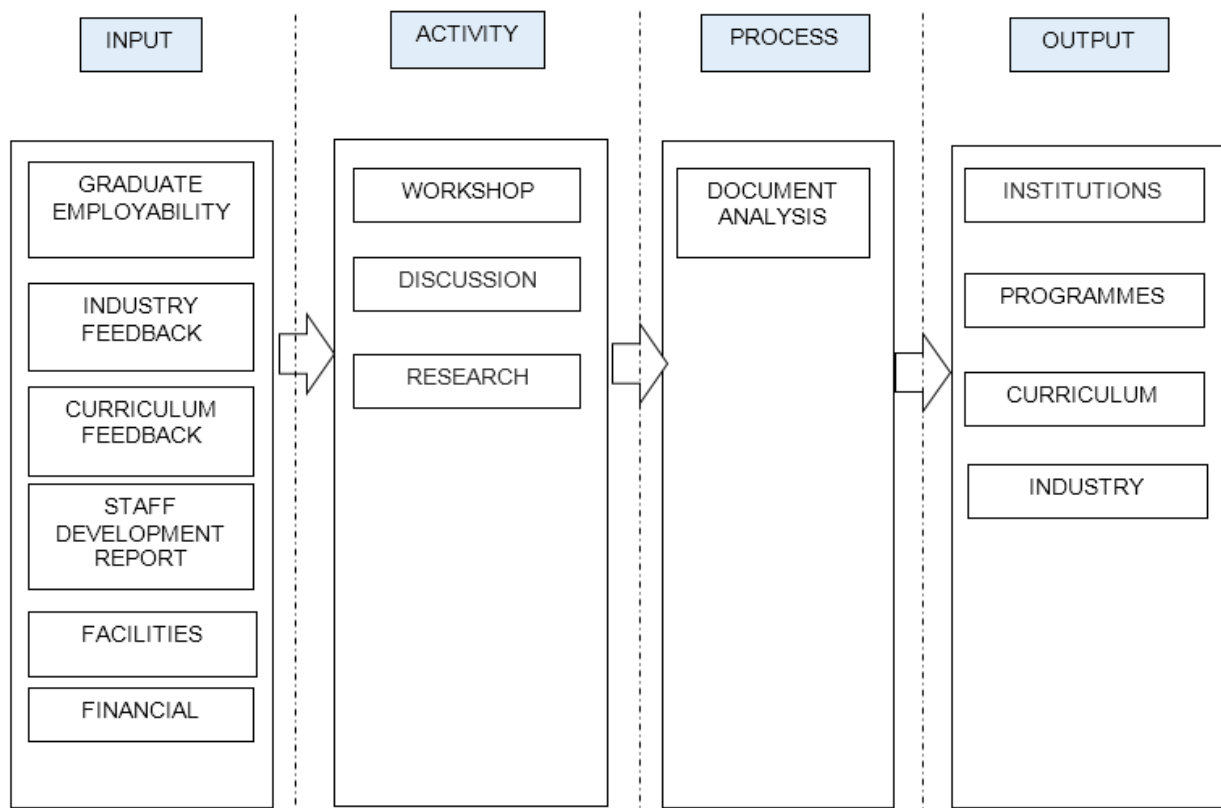 INPUT
ACTIVITY
PROCESS
OUTPUT
GRADUATE
EMPLOYABILITY
INDUSTRY
FEEDBACK
CURRICULUM
FEEDBACK
STAFF
DEVELOPMENT
REPORT
FACILITIES
FINANCIAL
WORKSHOP
DISCUSSION
RESEARCH
DOCUMENT
ANALYSIS
INSTITUTIONS
PROGRAMMES
CURRICULUM
INDUSTRY